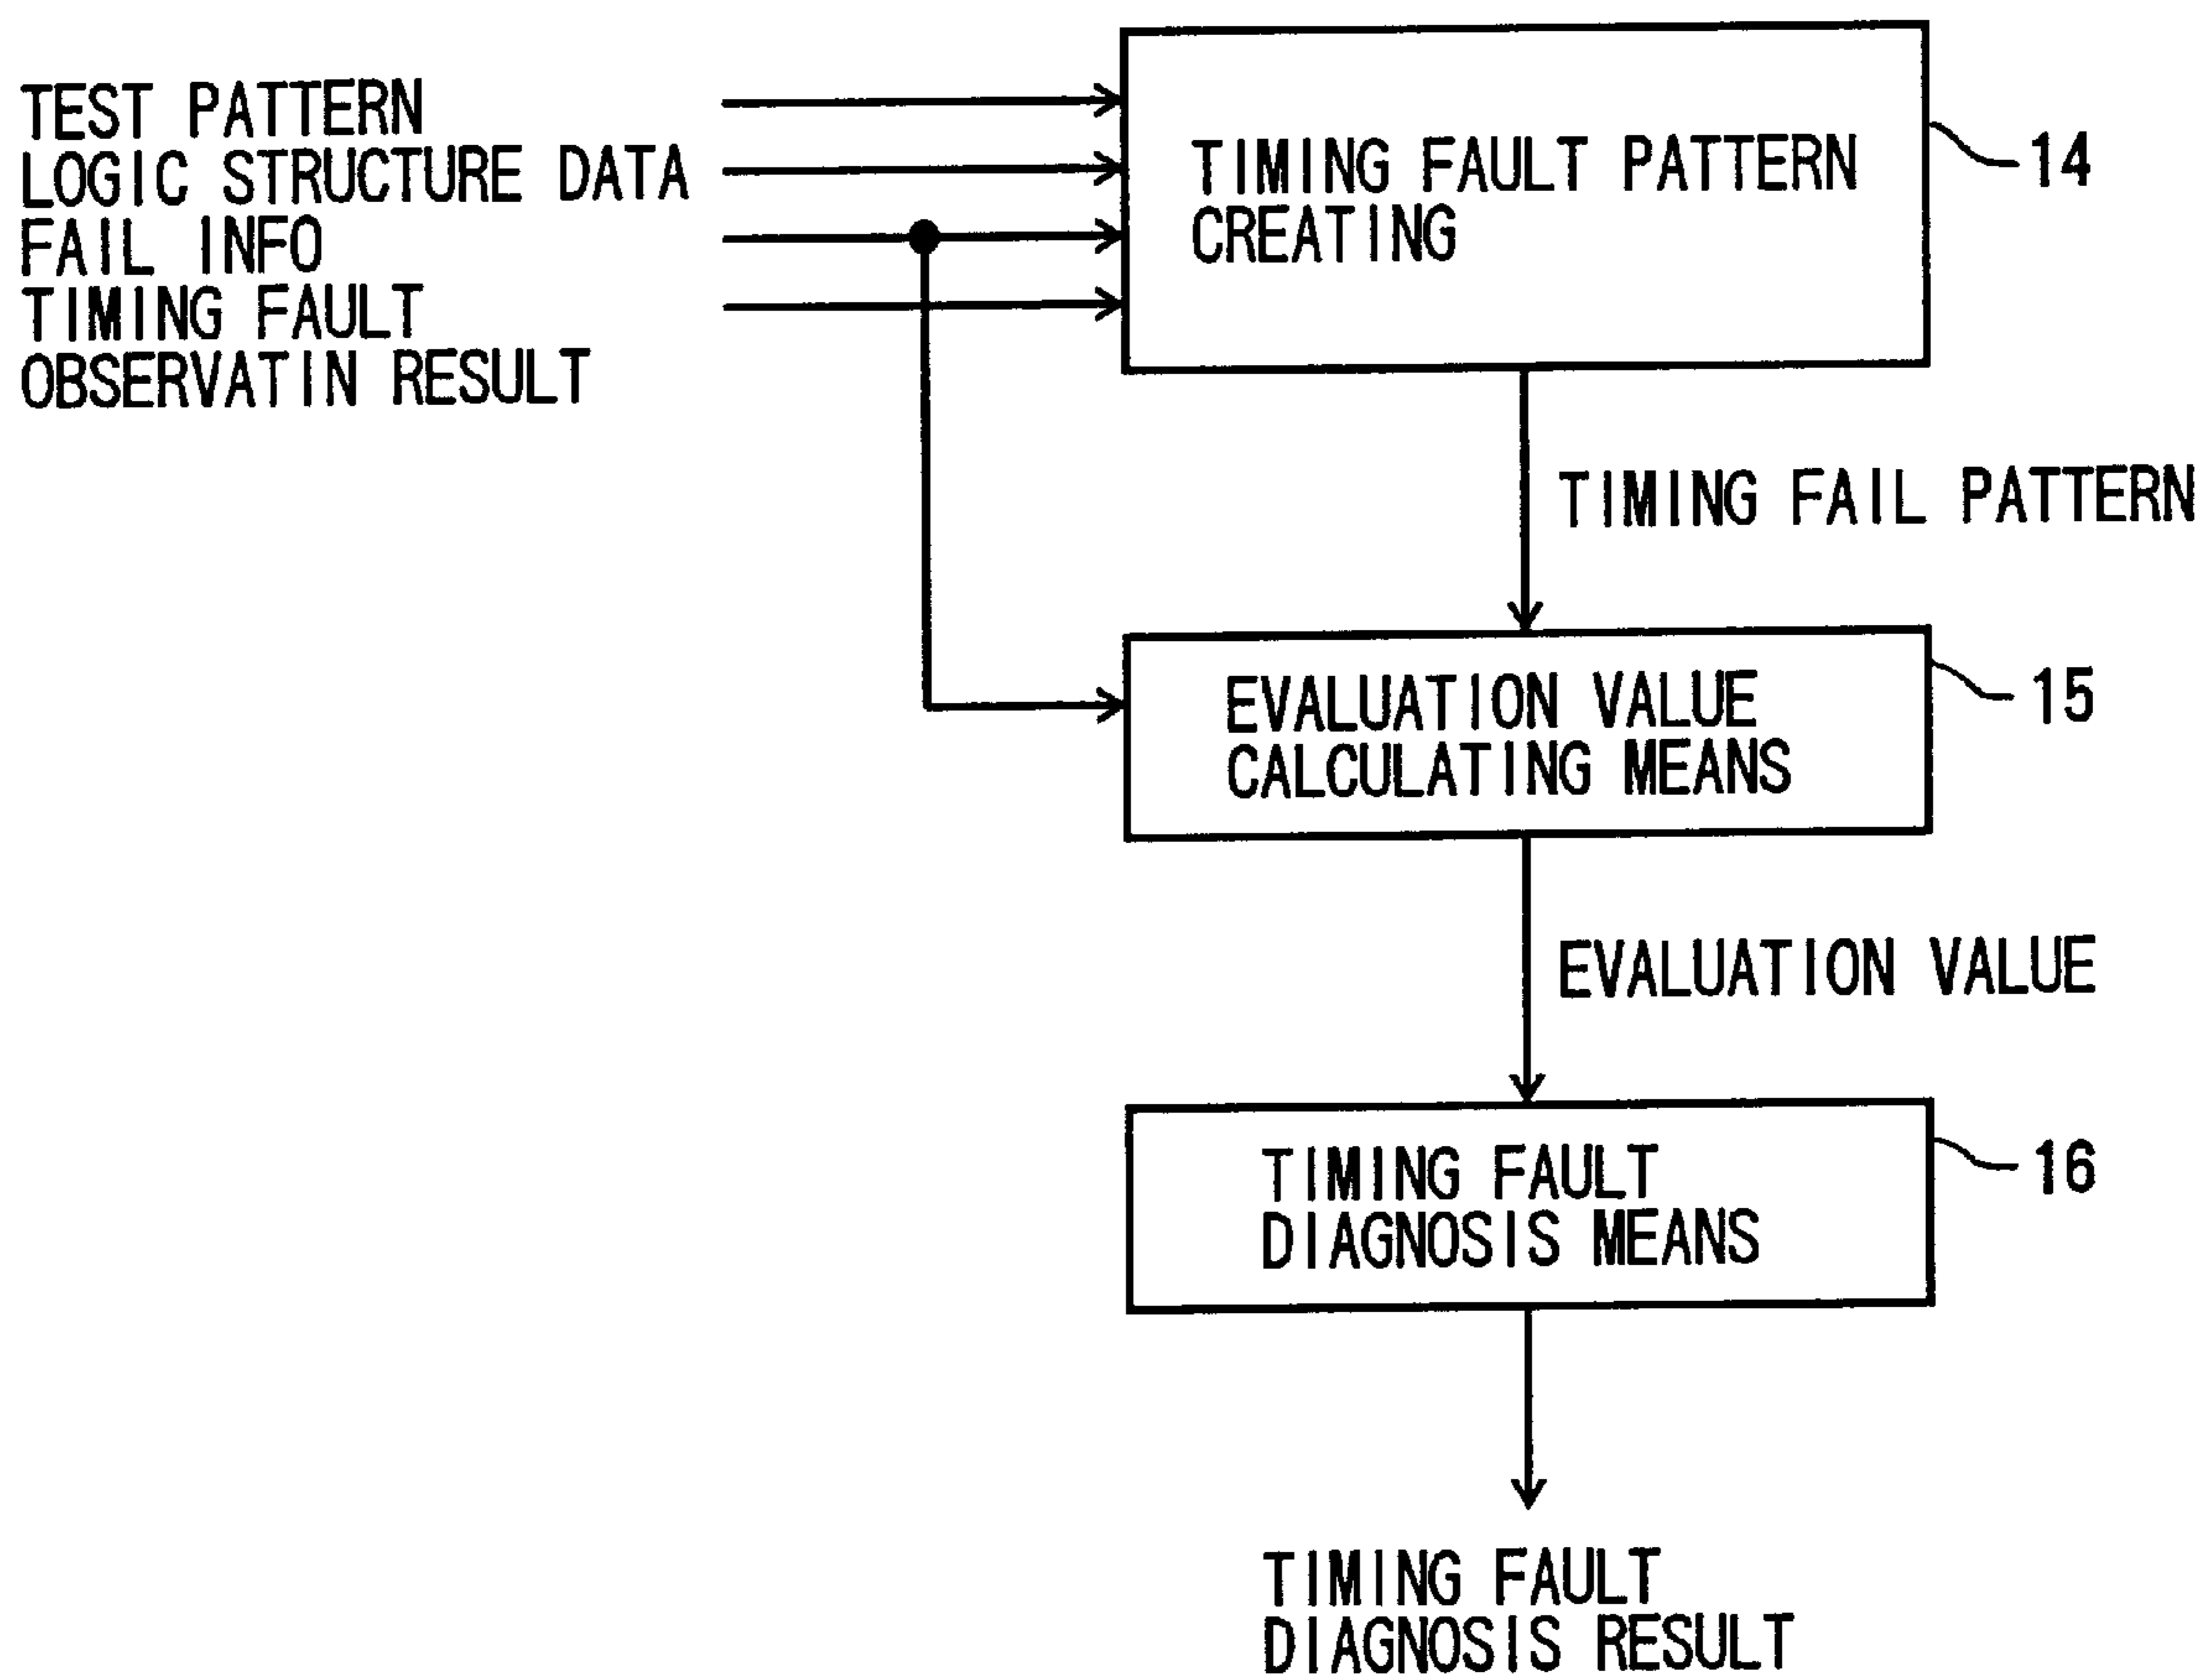 TEST PATTERN
LOGIC STRUCTURE DATA
FAIL INFO
TIMING FAULT
OBSERVATIN RESULT
TIMING FAULT PATTERN
CREATING
14
TIMING FAIL PATTERN
EVALUATION VALUE
CALCULATING MEANS
15
EVALUATION VALUE
TIMING FAULT
DIAGNOSIS MEANS
16
TIMING FAULT
DIAGNOSIS RESULT